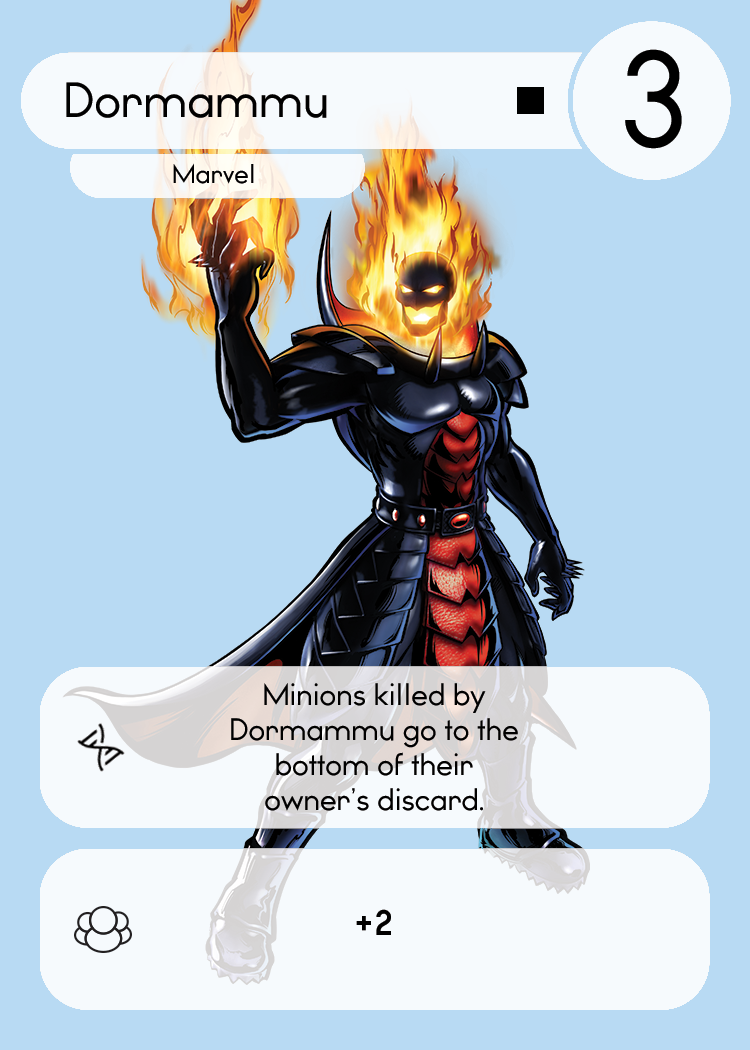 Dormammu
3
Marvel
Minions killed by
Dormammu go to the
bottom of their
owner's discard.
+2